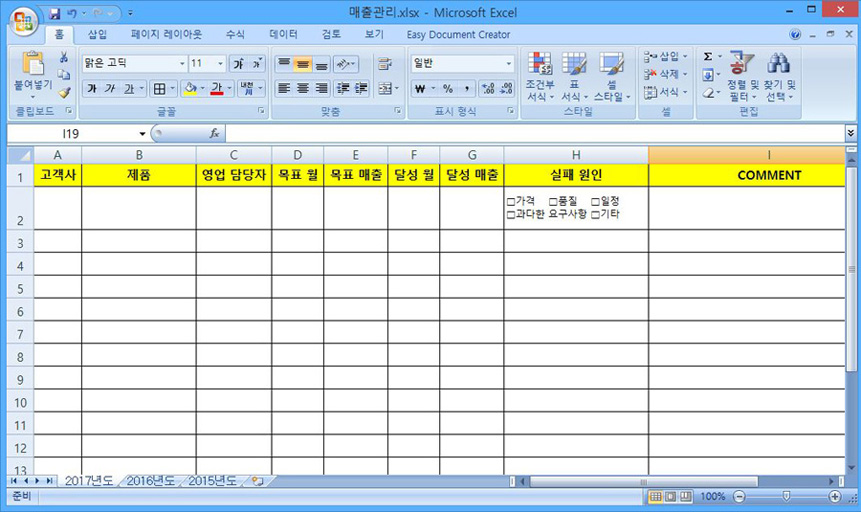 매출관리.xlsx - Microsoft Excel
홈 삽입 페이지 레이아웃 수식 데이터 검토 보기 Easy Document Creator
붙여넣기 맑은 고딕 11 가 가 일반 조건부 서식 표 서식 셀 스타일 삽입 삭제 서식 정렬 및 필터 찾기 및 선택
가 가 가 가 내천 ₩ % , .00
클립보드 글꼴 맞춤 표시 형식 스타일 셀 편집
I19 fx
A B C D E F G H I
1 고객사 제품 영업 담당자 목표 월 목표 매출 달성 월 달성 매출 실패 원인 COMMENT
□가격 □품질 □일정
2 □과다한 요구사항 □기타
3
4
5
6
7
8
9
10
11
12
13
2017년도 2016년도 2015년도
준비 100%